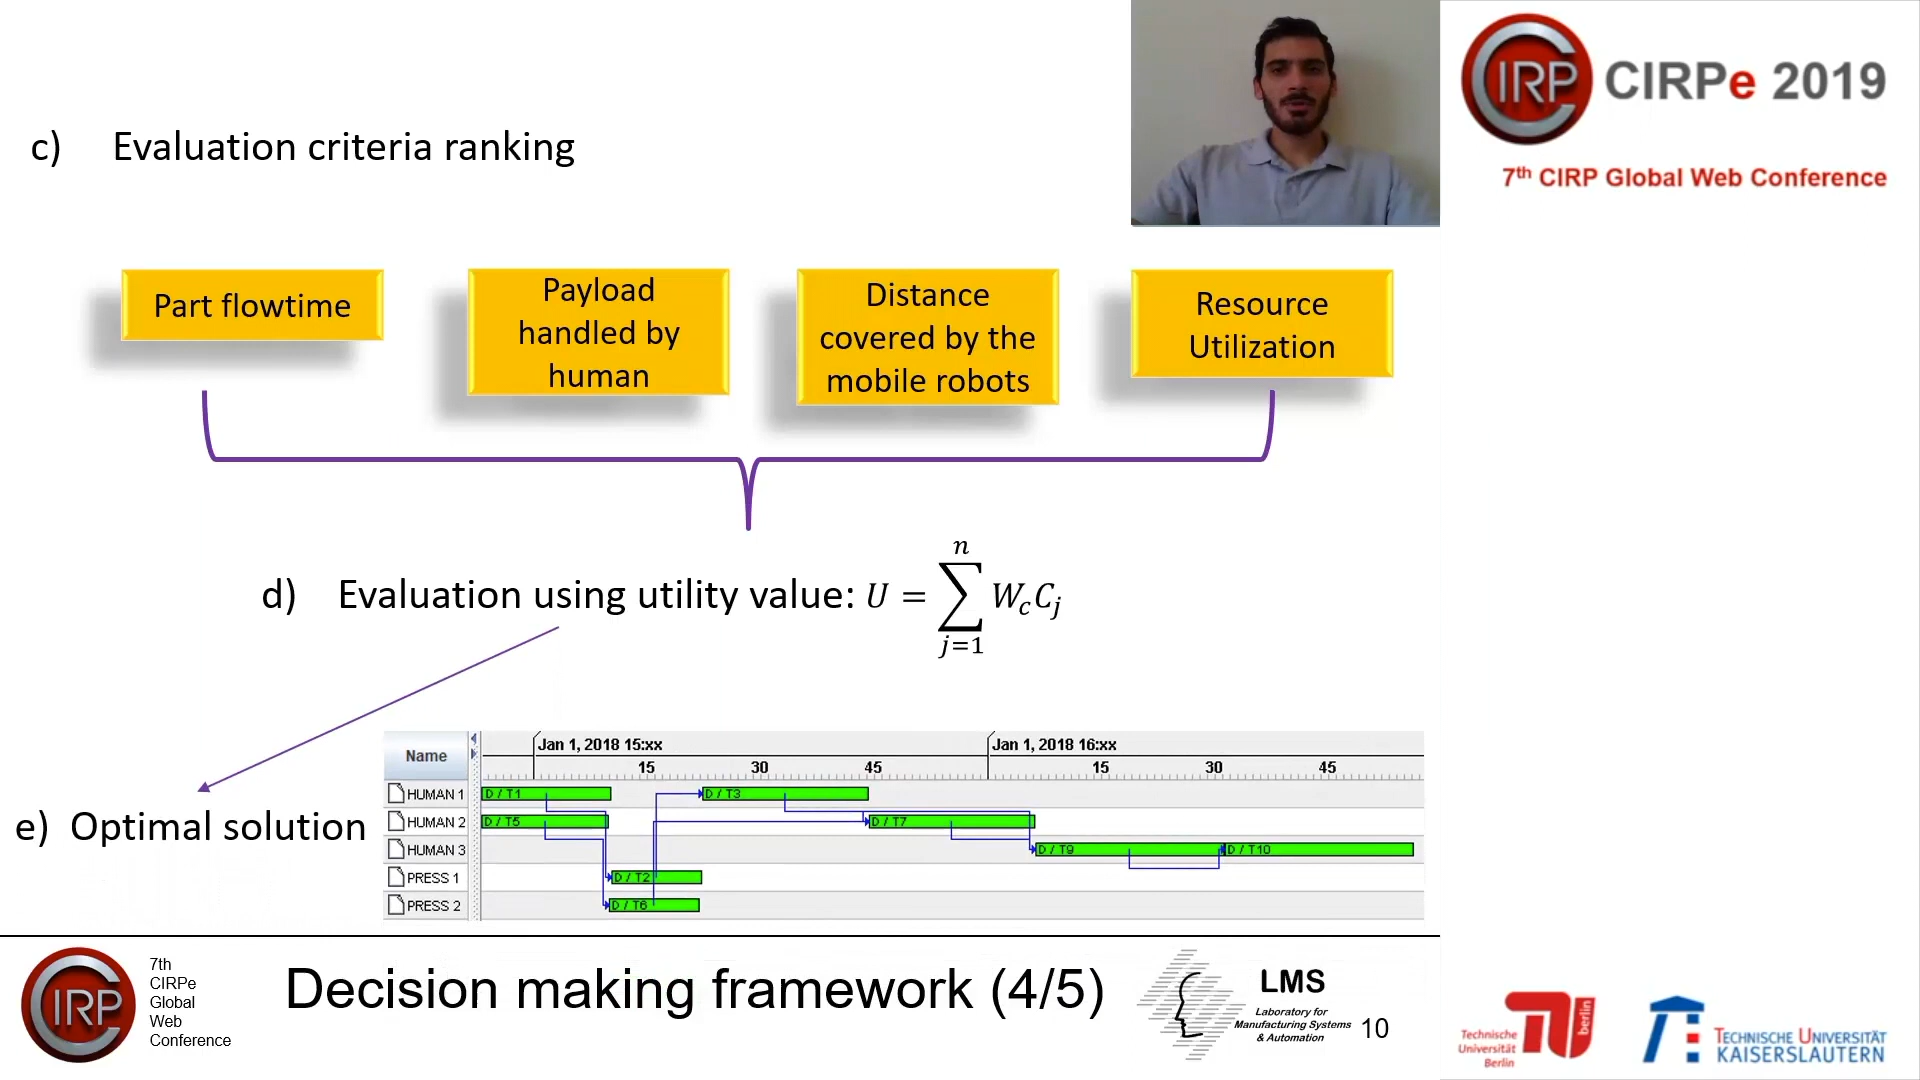 c) Evaluation criteria ranking
CIRP CIRPe 2019
7th CIRP Global Web Conference
Part flowtime
Payload
handled by
human
Distance
covered by the
mobile robots
Resource
Utilization
d) Evaluation using utility value: U = ∑ⁿⱼ₌₁ W_c C_j
e) Optimal solution
Name
Jan 1, 2018 15:xx
Jan 1, 2018 16:xx
15 30 45 15 30 45
HUMAN 1 D / T1 D / T3
HUMAN 2 D / T5 D / T7
HUMAN 3 D / T9 D / T10
PRESS 1 D / T2
PRESS 2 D / T6
CIRP
7th
CIRPe
Global
Web
Conference
Decision making framework (4/5)
LMS
Laboratory for
Manufacturing Systems
& Automation
10
Technische
Universität
Berlin
berlin
TECHNISCHE UNIVERSITÄT
KAISERSLAUTERN